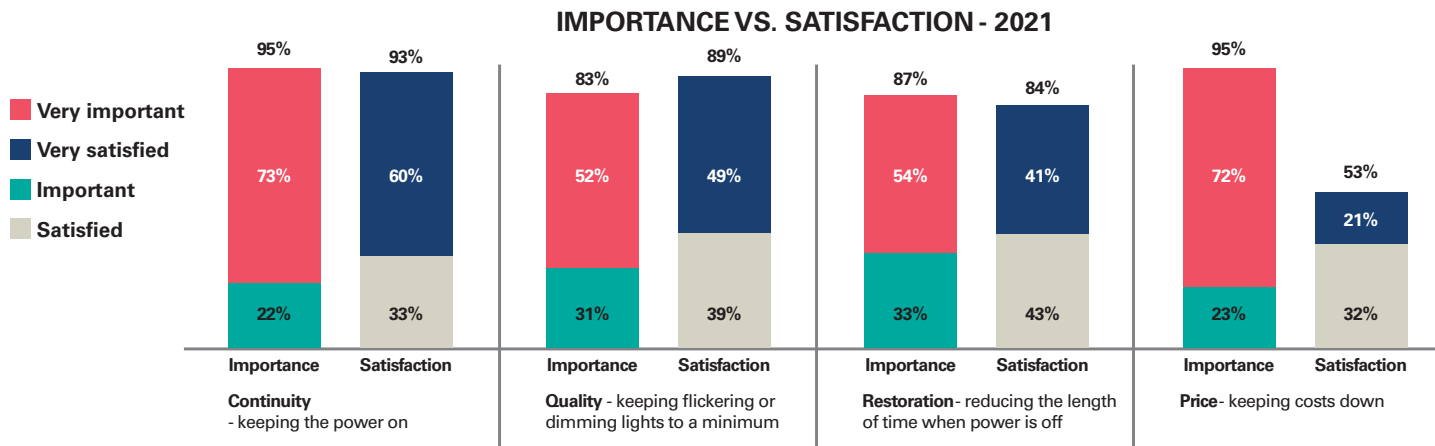 IMPORTANCE VS. SATISFACTION - 2021
Very important
Very satisfied
Important
Satisfied
95%
93%
73%
60%
22%
33%
Importance
Satisfaction
Continuity
- keeping the power on
83%
89%
52%
49%
31%
39%
Importance
Satisfaction
Quality - keeping flickering or
dimming lights to a minimum
87%
84%
54%
41%
33%
43%
Importance
Satisfaction
Restoration - reducing the length
of time when power is off
95%
53%
72%
21%
23%
32%
Importance
Satisfaction
Price - keeping costs down